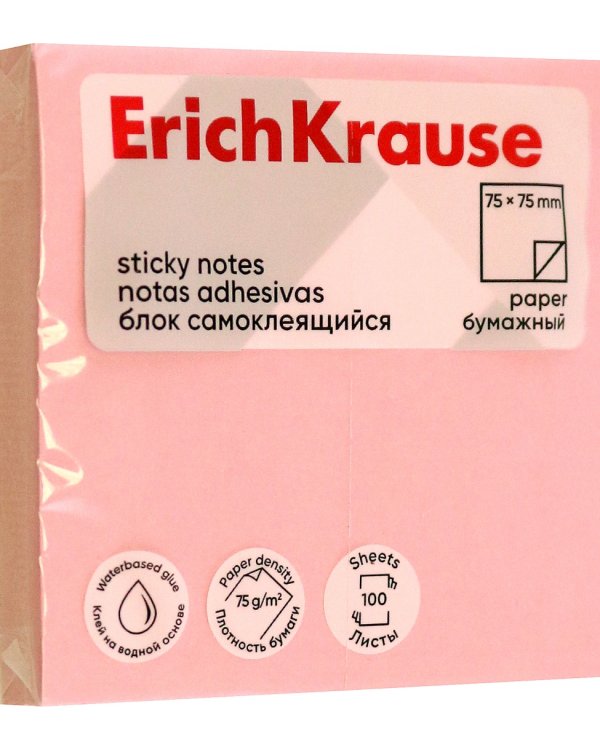 ErichKrause
75 × 75 mm
sticky notes
notas adhesivas
блок самоклеящийся
paper
бумажный
Waterbased glue
Клей на водной основе
Paper density
75 g/m²
Плотность бумаги
Sheets
100
Листы